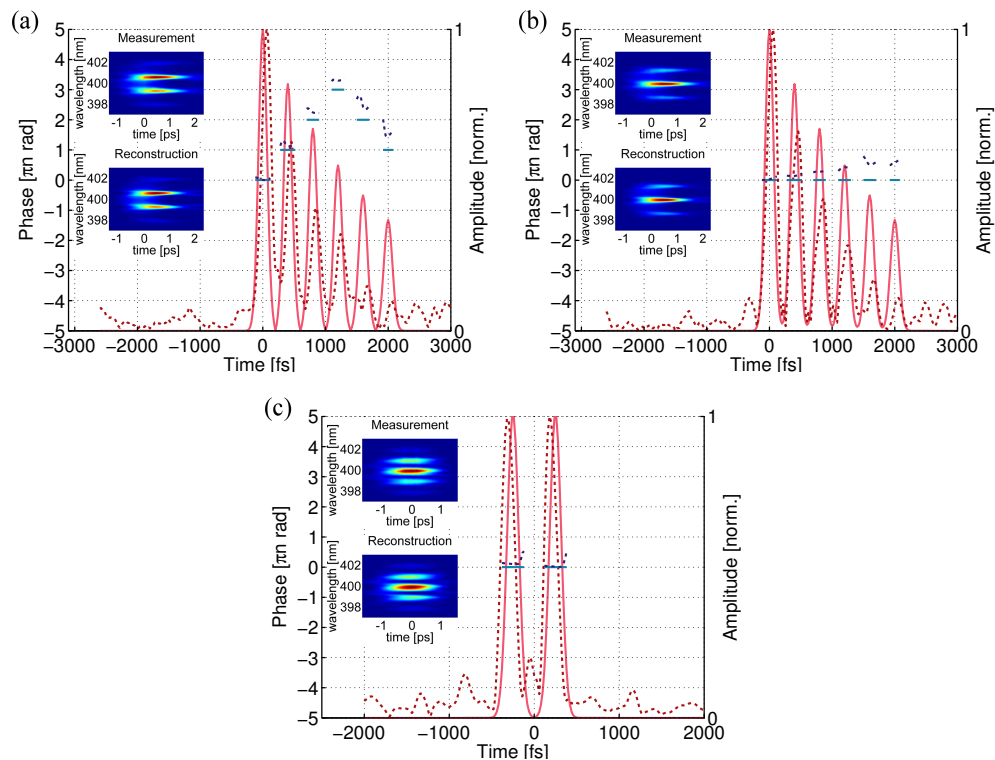 (a)
Phase [πn rad]
5
4
3
2
1
0
−1
−2
−3
−4
−5
−3000
−2000
−1000
0
1000
2000
3000
Time [fs]
1
0
Amplitude [norm.]
Measurement
wavelength [nm]
402
400
398
-1 0 1 2
time [ps]
Reconstruction
wavelength [nm]
402
400
398
-1 0 1 2
time [ps]
(b)
Phase [πn rad]
5
4
3
2
1
0
−1
−2
−3
−4
−5
−3000
−2000
−1000
0
1000
2000
3000
Time [fs]
1
0
Amplitude [norm.]
Measurement
wavelength [nm]
402
400
398
-1 0 1 2
time [ps]
Reconstruction
wavelength [nm]
402
400
398
-1 0 1 2
time [ps]
(c)
Phase [πn rad]
5
4
3
2
1
0
−1
−2
−3
−4
−5
−2000
−1000
0
1000
2000
Time [fs]
1
0
Amplitude [norm.]
Measurement
wavelength [nm]
402
400
398
-1 0 1
time [ps]
Reconstruction
wavelength [nm]
402
400
398
-1 0 1
time [ps]